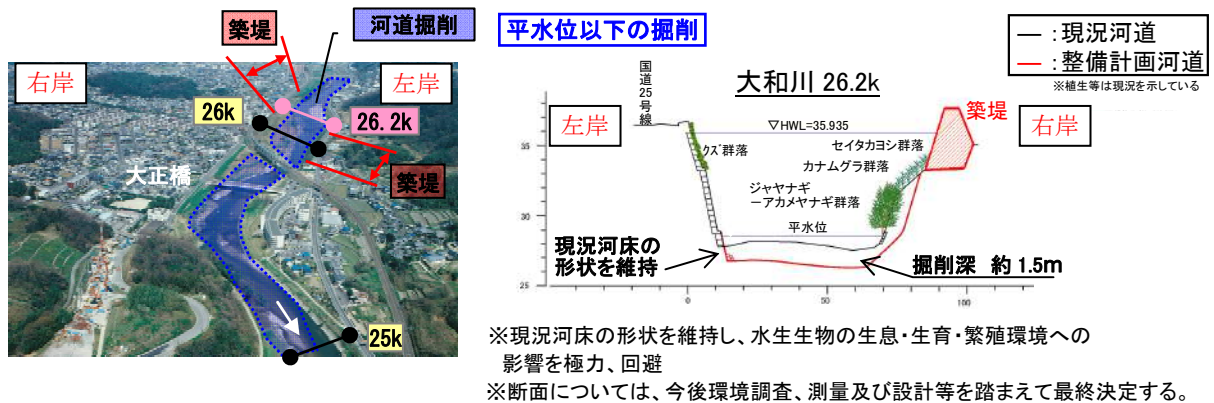 築堤
河道掘削
右岸
左岸
26k
26.2k
築堤
大正橋
25k
平水位以下の掘削
― : 現況河道
― : 整備計画河道
※植生等は現況を示している
大和川 26.2k
国道25号線
左岸
右岸
築堤
▽HWL=35.935
クズ群落
セイタカヨシ群落
カナムグラ群落
ジャヤナギ
－アカメヤナギ群落
平水位
現況河床の
形状を維持
掘削深 約1.5m
35
30
25
0
50
100
※現況河床の形状を維持し、水生生物の生息・生育・繁殖環境への
影響を極力、回避
※断面については、今後環境調査、測量及び設計等を踏まえて最終決定する。